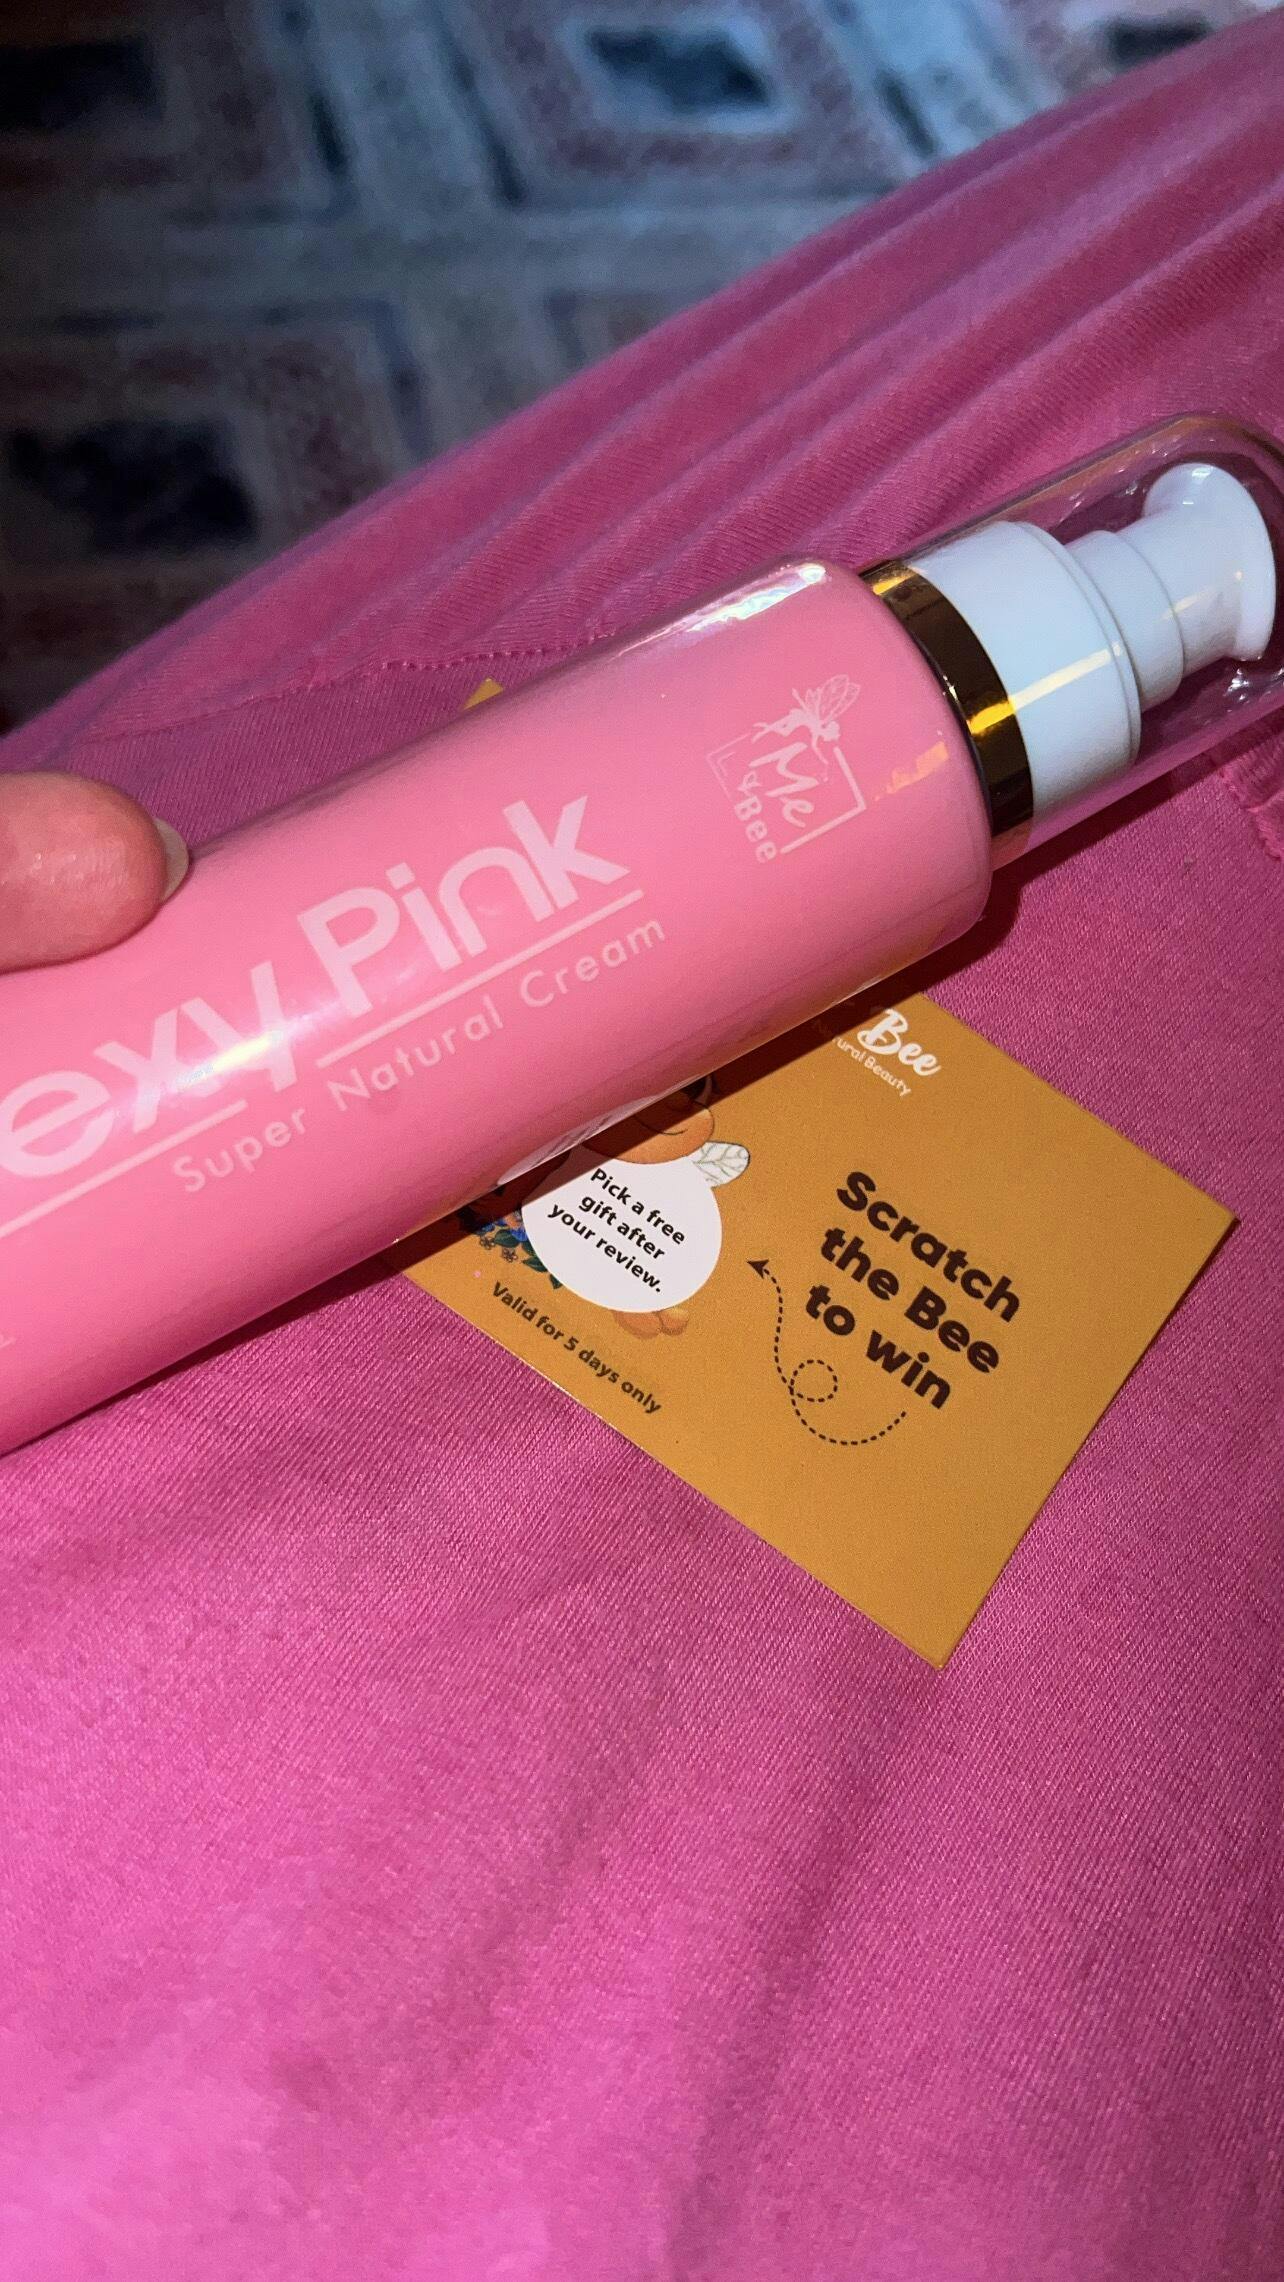 Me
& Bee
exy Pink
Super Natural Cream
Bee
Natural Beauty
Scratch
the Bee
to win
Pick a free
gift after
your review.
Valid for 5 days only